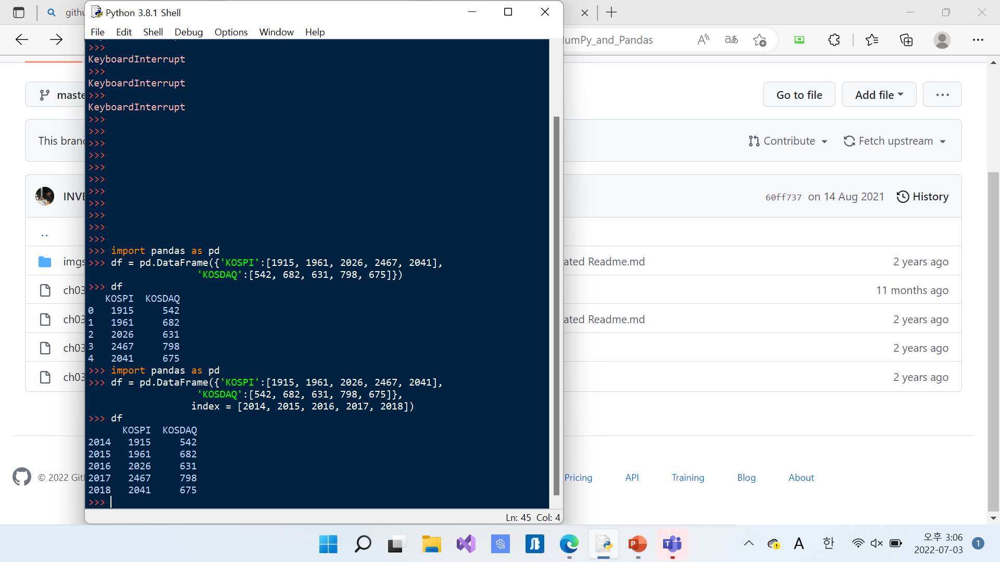 githu
Python 3.8.1 Shell
File Edit Shell Debug Options Window Help
umPy_and_Pandas
>>>
KeyboardInterrupt
>>>
KeyboardInterrupt
>>>
KeyboardInterrupt
>>>
>>>
>>>
>>>
>>>
>>>
>>>
>>>
>>>
>>>
>>>
>>> import pandas as pd
>>> df = pd.DataFrame({'KOSPI':[1915, 1961, 2026, 2467, 2041],
'KOSDAQ':[542, 682, 631, 798, 675]})
>>> df
KOSPI KOSDAQ
0 1915 542
1 1961 682
2 2026 631
3 2467 798
4 2041 675
>>> import pandas as pd
>>> df = pd.DataFrame({'KOSPI':[1915, 1961, 2026, 2467, 2041],
'KOSDAQ':[542, 682, 631, 798, 675]},
index = [2014, 2015, 2016, 2017, 2018])
>>> df
KOSPI KOSDAQ
2014 1915 542
2015 1961 682
2016 2026 631
2017 2467 798
2018 2041 675
>>>
Ln: 45 Col: 4
maste
Go to file
Add file
This branc
Contribute
Fetch upstream
INVE
60ff737 on 14 Aug 2021
History
..
imgs
ated Readme.md
2 years ago
ch03
11 months ago
ch03
ated Readme.md
2 years ago
ch03
2 years ago
ch03
2 years ago
© 2022 Git
Pricing
API
Training
Blog
About
A
한
오후 3:06
2022-07-03
1